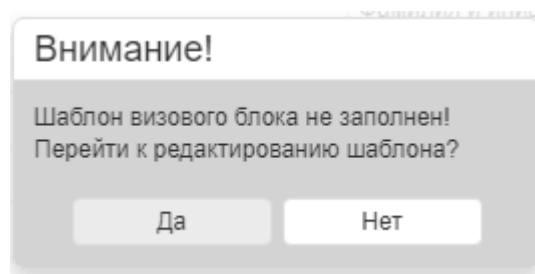 Внимание!
Шаблон визового блока не заполнен!
Перейти к редактированию шаблона?
Да
Нет